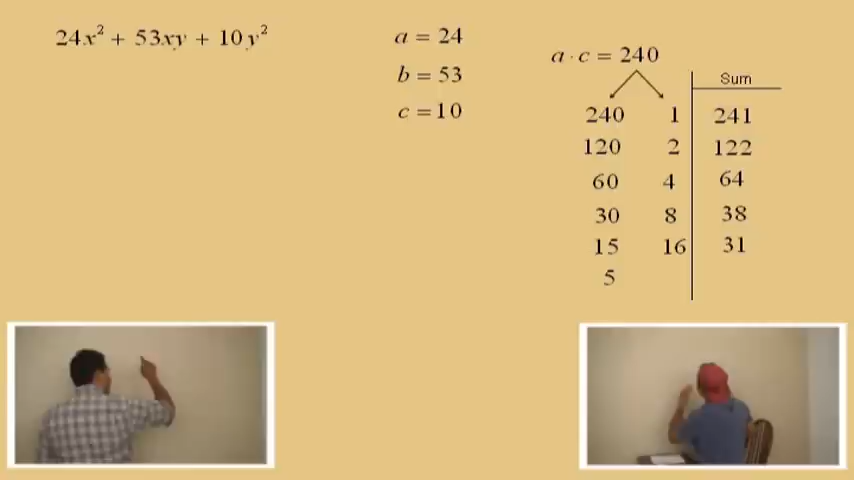 24x² + 53xy + 10y²
a = 24
b = 53
c = 10
a · c = 240
Sum
240 1 241
120 2 122
60 4 64
30 8 38
15 16 31
5